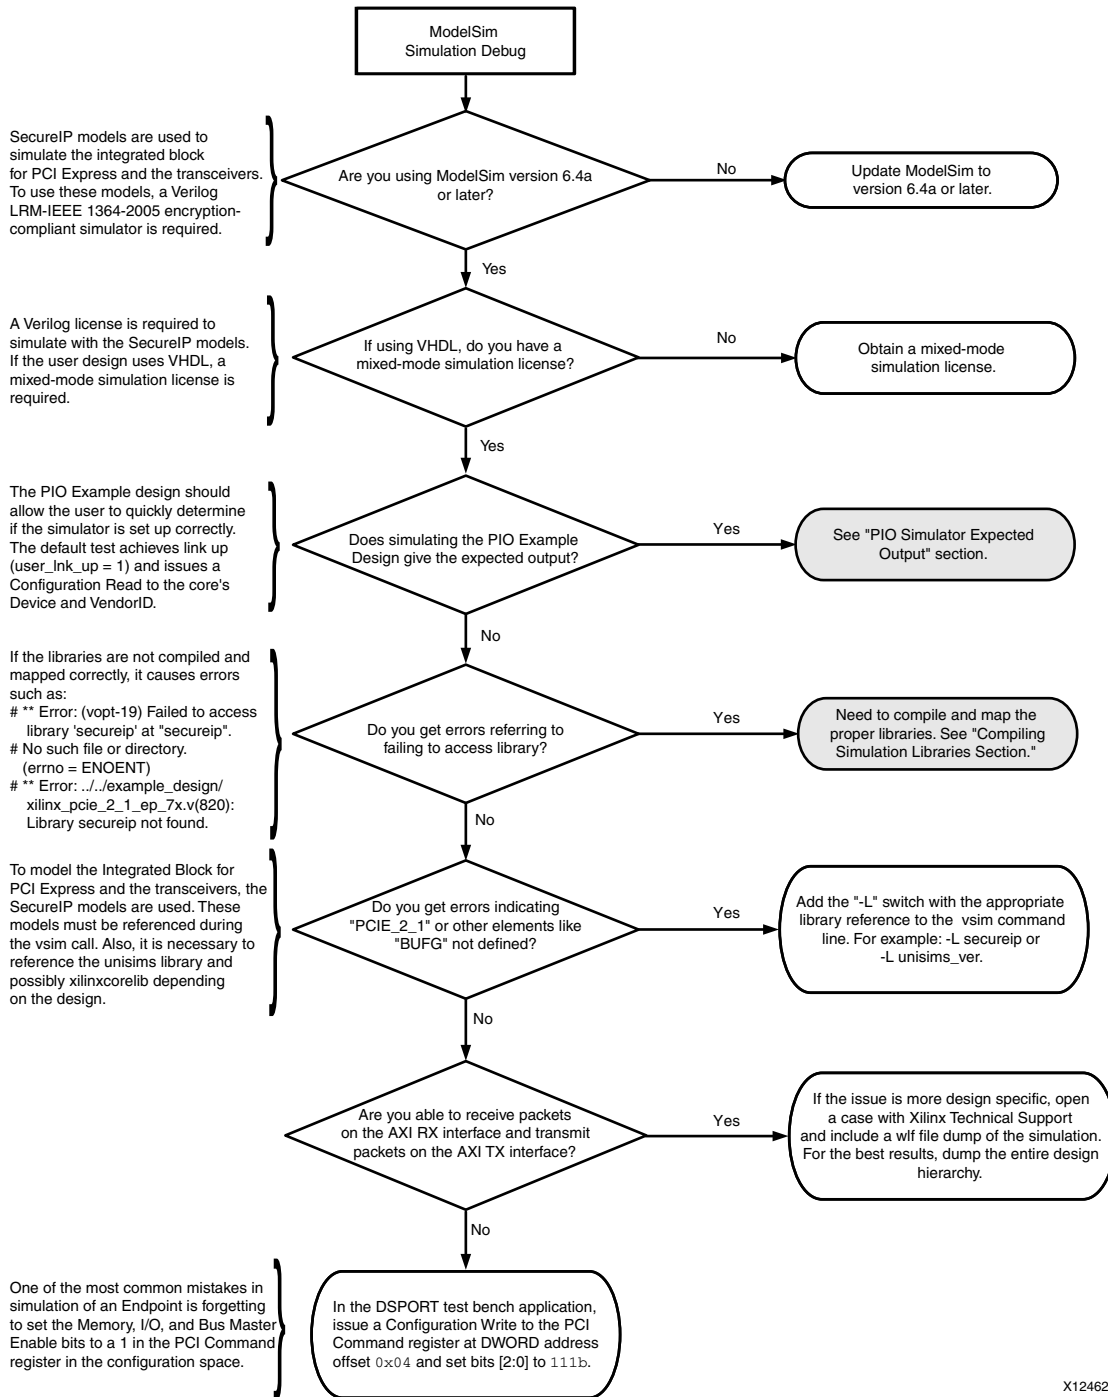 ModelSim
Simulation Debug
SecureIP models are used to
simulate the integrated block
for PCI Express and the transceivers.
To use these models, a Verilog
LRM-IEEE 1364-2005 encryption-
compliant simulator is required.
Are you using ModelSim version 6.4a
or later?
No
Update ModelSim to
version 6.4a or later.
Yes
A Verilog license is required to
simulate with the SecureIP models.
If the user design uses VHDL, a
mixed-mode simulation license is
required.
If using VHDL, do you have a
mixed-mode simulation license?
No
Obtain a mixed-mode
simulation license.
Yes
The PIO Example design should
allow the user to quickly determine
if the simulator is set up correctly.
The default test achieves link up
(user_lnk_up = 1) and issues a
Configuration Read to the core's
Device and VendorID.
Does simulating the PIO Example
Design give the expected output?
Yes
See "PIO Simulator Expected
Output" section.
No
If the libraries are not compiled and
mapped correctly, it causes errors
such as:
# ** Error: (vopt-19) Failed to access
library 'secureip' at "secureip".
# No such file or directory.
(errno = ENOENT)
# ** Error: ../../example_design/
xilinx_pcie_2_1_ep_7x.v(820):
Library secureip not found.
Do you get errors referring to
failing to access library?
Yes
Need to compile and map the
proper libraries. See "Compiling
Simulation Libraries Section."
No
To model the Integrated Block for
PCI Express and the transceivers, the
SecureIP models are used. These
models must be referenced during
the vsim call. Also, it is necessary to
reference the unisims library and
possibly xilinxcorelib depending
on the design.
Do you get errors indicating
"PCIE_2_1" or other elements like
"BUFG" not defined?
Yes
Add the "-L" switch with the appropriate
library reference to the vsim command
line. For example: -L secureip or
-L unisims_ver.
No
Are you able to receive packets
on the AXI RX interface and transmit
packets on the AXI TX interface?
Yes
If the issue is more design specific, open
a case with Xilinx Technical Support
and include a wlf file dump of the simulation.
For the best results, dump the entire design
hierarchy.
No
One of the most common mistakes in
simulation of an Endpoint is forgetting
to set the Memory, I/O, and Bus Master
Enable bits to a 1 in the PCI Command
register in the configuration space.
In the DSPORT test bench application,
issue a Configuration Write to the PCI
Command register at DWORD address
offset 0x04 and set bits [2:0] to 111b.
X12462